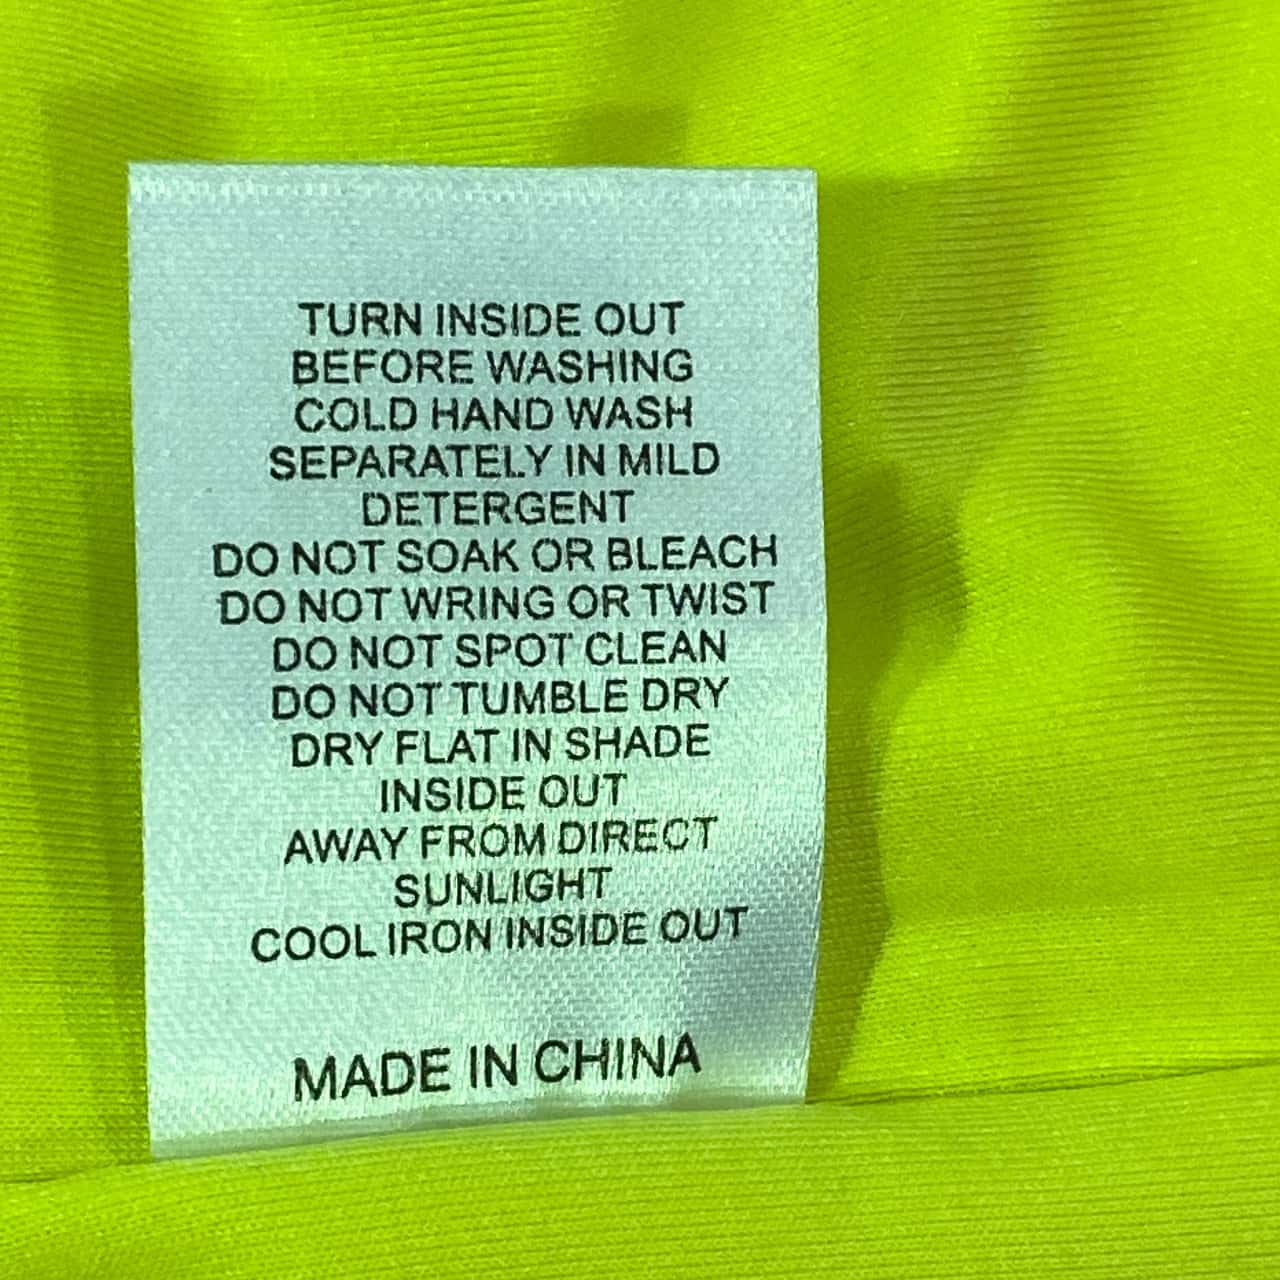 TURN INSIDE OUT
BEFORE WASHING
COLD HAND WASH
SEPARATELY IN MILD
DETERGENT
DO NOT SOAK OR BLEACH
DO NOT WRING OR TWIST
DO NOT SPOT CLEAN
DO NOT TUMBLE DRY
DRY FLAT IN SHADE
INSIDE OUT
AWAY FROM DIRECT
SUNLIGHT
COOL IRON INSIDE OUT
MADE IN CHINA